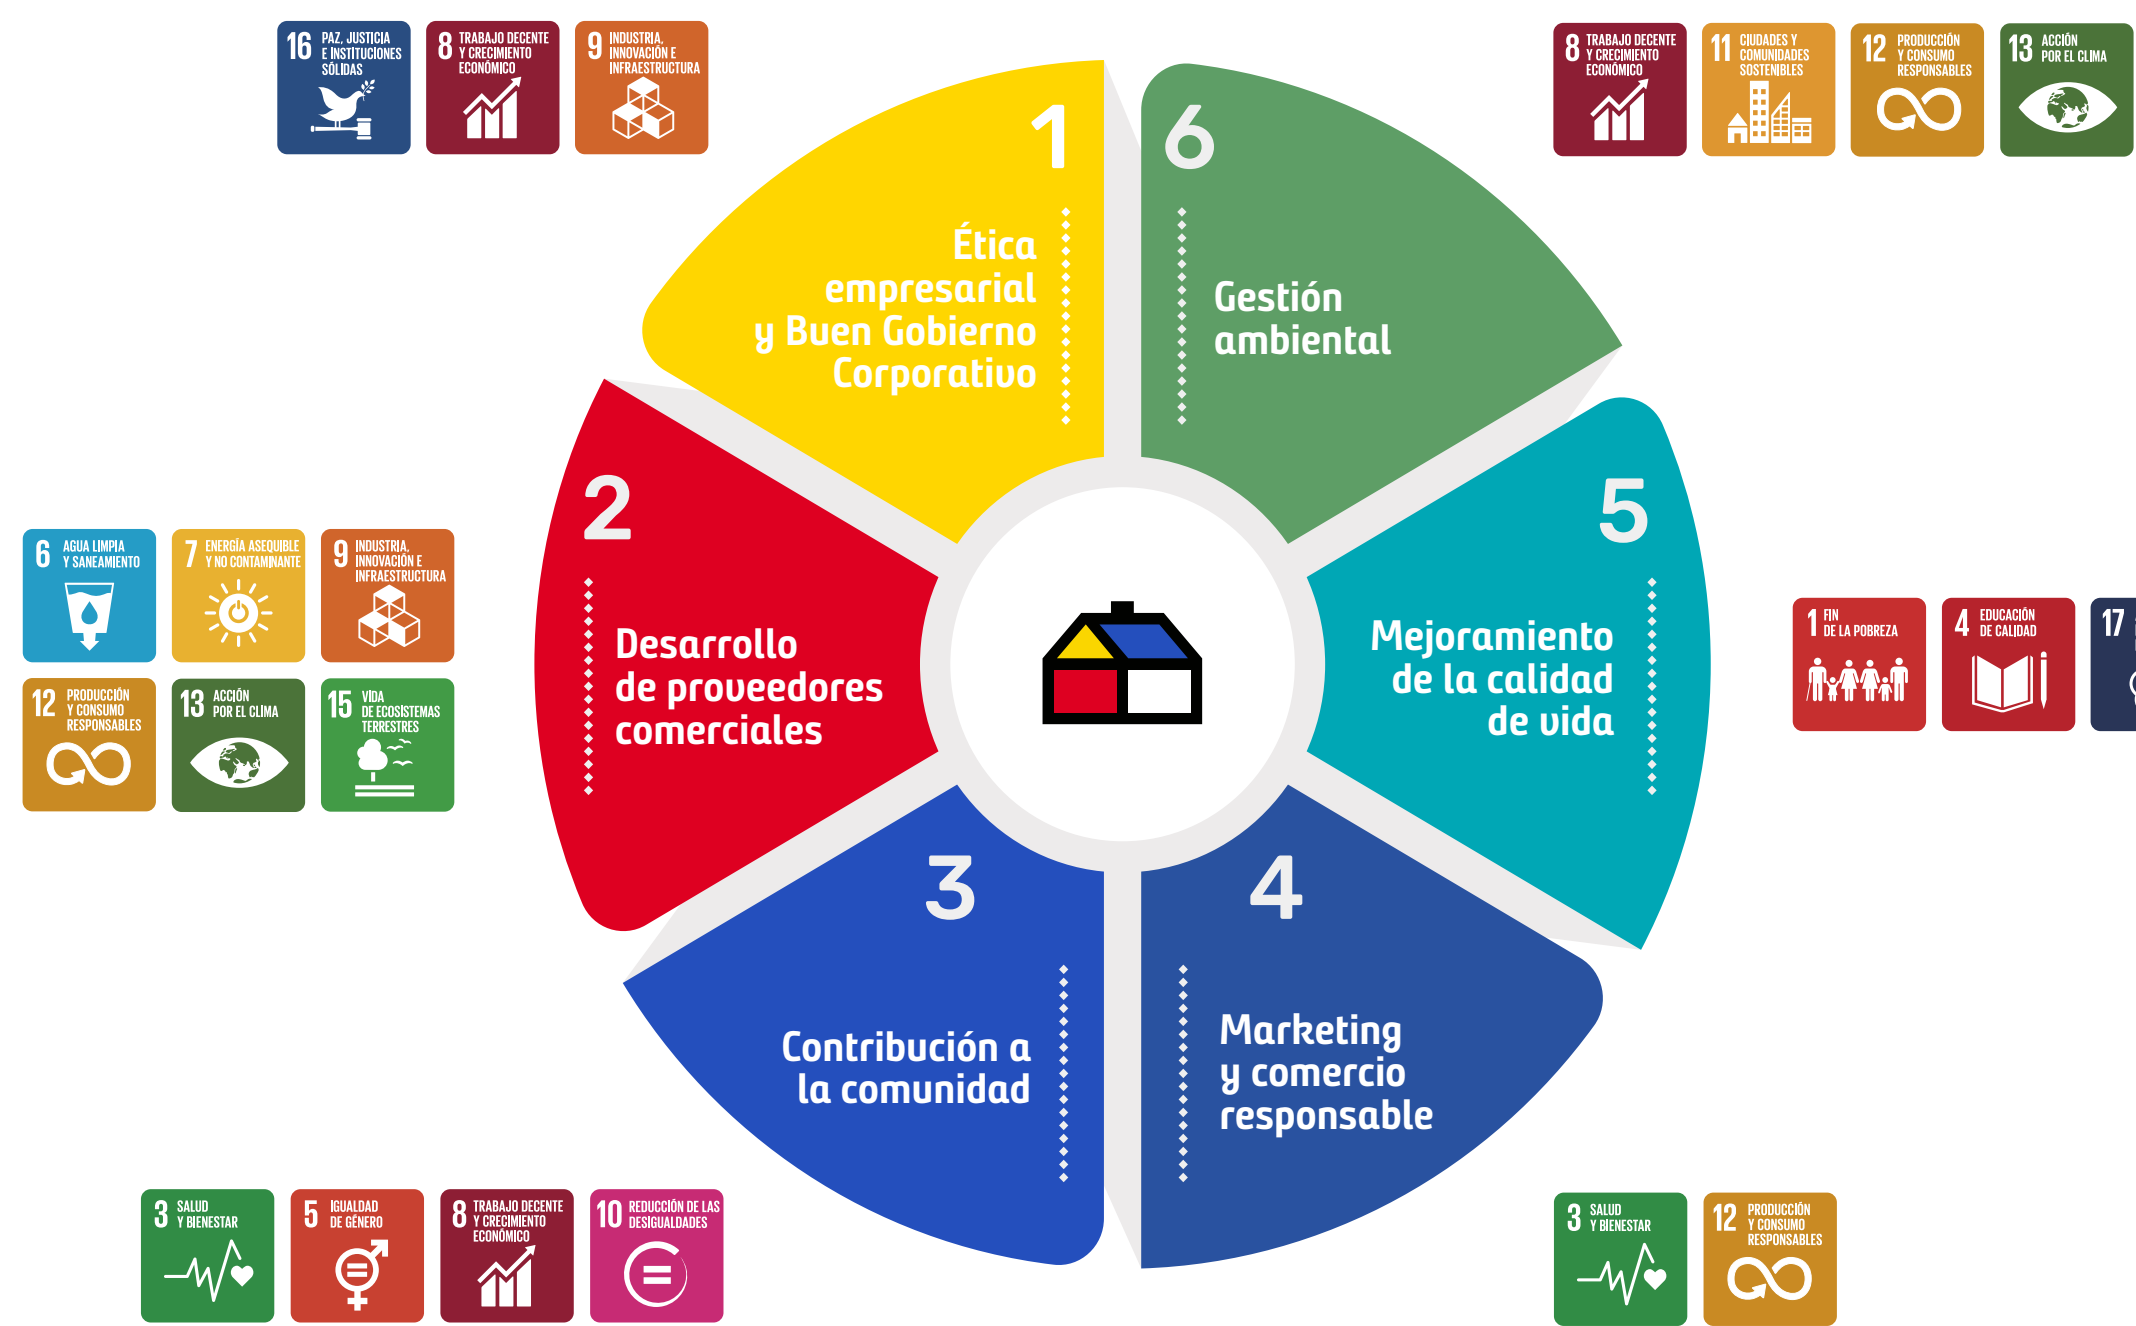 16 PAZ, JUSTICIA
E INSTITUCIONES
SÓLIDAS
8 TRABAJO DECENTE
Y CRECIMIENTO
ECONÓMICO
9 INDUSTRIA,
INNOVACIÓN E
INFRAESTRUCTURA
8 TRABAJO DECENTE
Y CRECIMIENTO
ECONÓMICO
11 CIUDADES Y
COMUNIDADES
SOSTENIBLES
12 PRODUCCIÓN
Y CONSUMO
RESPONSABLES
13 ACCIÓN
POR EL CLIMA
1
Ética
empresarial
y Buen Gobierno
Corporativo
6
Gestión
ambiental
2
Desarrollo
de proveedores
comerciales
5
Mejoramiento
de la calidad
de vida
6 AGUA LIMPIA
Y SANEAMIENTO
7 ENERGÍA ASEQUIBLE
Y NO CONTAMINANTE
9 INDUSTRIA,
INNOVACIÓN E
INFRAESTRUCTURA
12 PRODUCCIÓN
Y CONSUMO
RESPONSABLES
13 ACCIÓN
POR EL CLIMA
15 VIDA
DE ECOSISTEMAS
TERRESTRES
1 FIN
DE LA POBREZA
4 EDUCACIÓN
DE CALIDAD
17
3
Contribución a
la comunidad
4
Marketing
y comercio
responsable
3 SALUD
Y BIENESTAR
5 IGUALDAD
DE GÉNERO
8 TRABAJO DECENTE
Y CRECIMIENTO
ECONÓMICO
10 REDUCCIÓN DE LAS
DESIGUALDADES
3 SALUD
Y BIENESTAR
12 PRODUCCIÓN
Y CONSUMO
RESPONSABLES